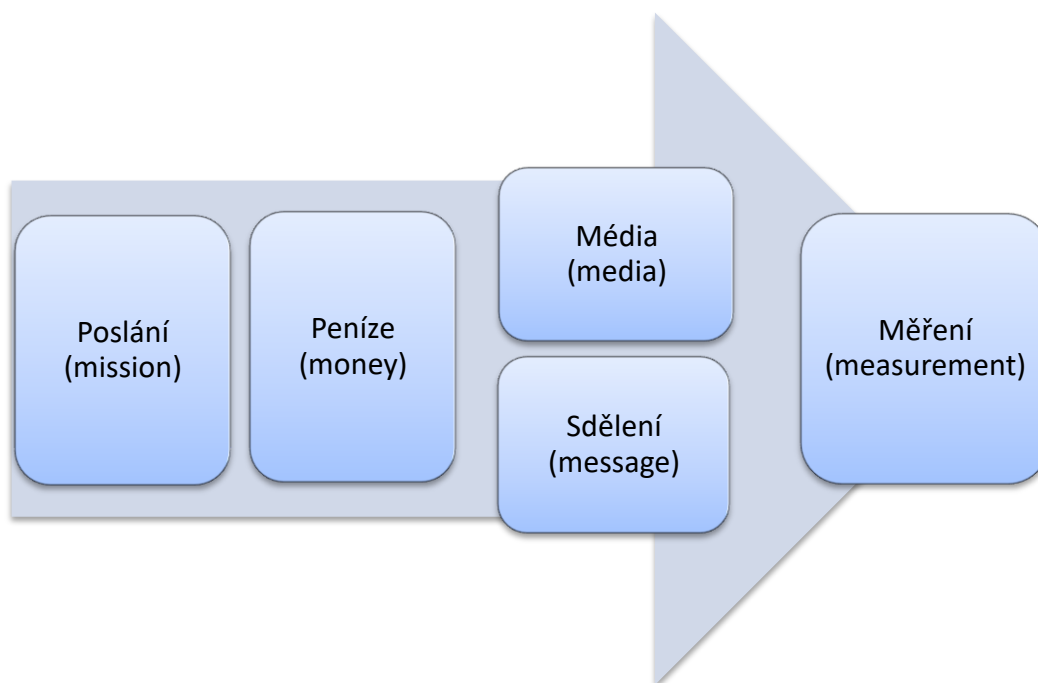 Poslání
(mission)
Peníze
(money)
Média
(media)
Sdělení
(message)
Měření
(measurement)